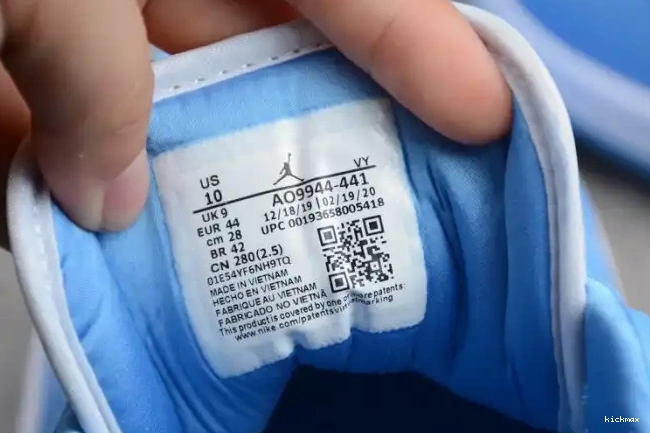 US
10
VY
AO9944-441
12/18/19 | 02/19/20
UPC 00193658005418
UK 9
EUR 44
cm 28
BR 42
CN 280(2.5)
01E54YF6NH9TQ
MADE IN VIETNAM
HECHO EN VIETNAM
FABRIQUE AU VIETNAM
FABRICADO NO VIETNÃ
This product is covered by one or more patents:
www.nike.com/patents
marking
kickmax